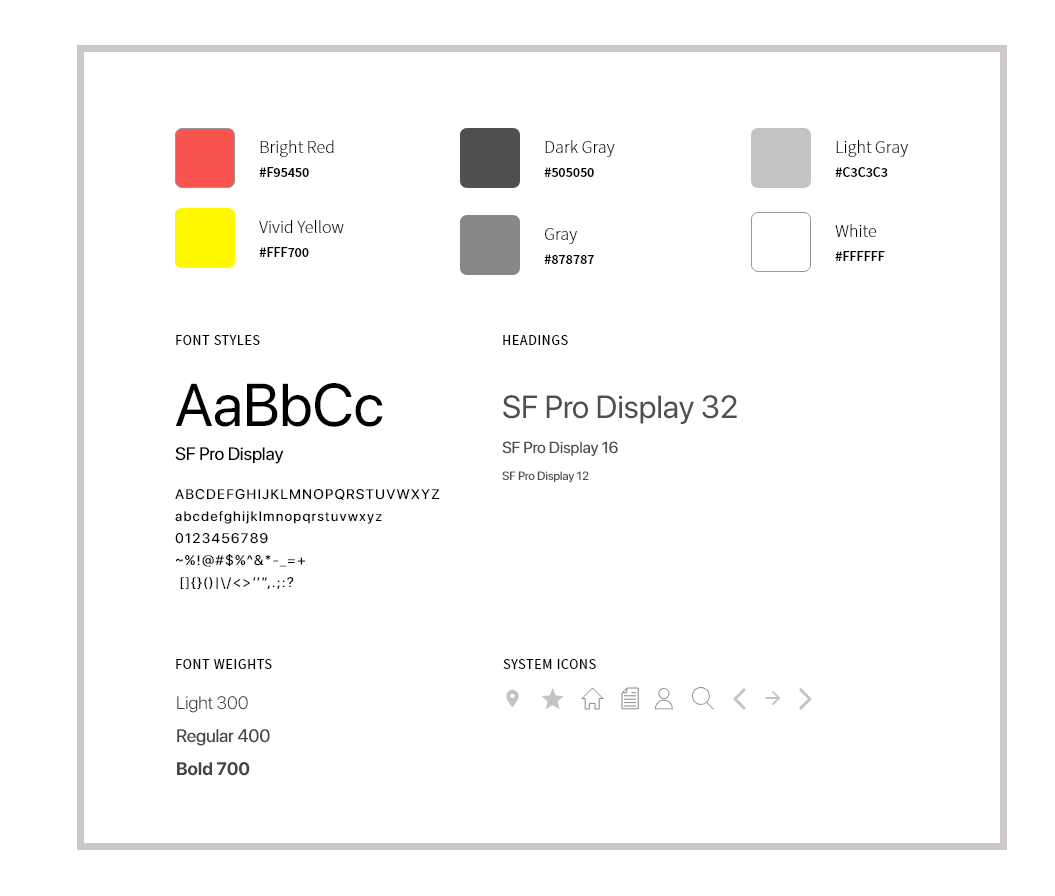 Bright Red
#F95450
Dark Gray
#505050
Light Gray
#C3C3C3
Vivid Yellow
#FFF700
Gray
#878787
White
#FFFFFF
FONT STYLES
AaBbCc
SF Pro Display
ABCDEFGHIJKLMNOPQRSTUVWXYZ
abcdefghijklmnopqrstuvwxyz
0123456789
~%!@#$%^&*-_=+
[]{}()|\/<>’’”,.;:?
HEADINGS
SF Pro Display 32
SF Pro Display 16
SF Pro Display 12
FONT WEIGHTS
Light 300
Regular 400
Bold 700
SYSTEM ICONS